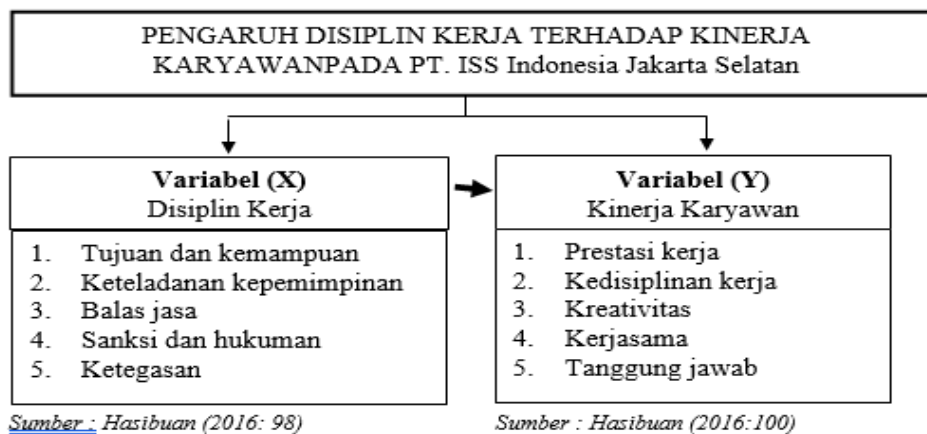 PENGARUH DISIPLIN KERJA TERHADAP KINERJA
KARYAWANPADA PT. ISS Indonesia Jakarta Selatan
Variabel (X)
Disiplin Kerja
1. Tujuan dan kemampuan
2. Keteladanan kepemimpinan
3. Balas jasa
4. Sanksi dan hukuman
5. Ketegasan
Sumber : Hasibuan (2016: 98)
Variabel (Y)
Kinerja Karyawan
1. Prestasi kerja
2. Kedisiplinan kerja
3. Kreativitas
4. Kerjasama
5. Tanggung jawab
Sumber : Hasibuan (2016:100)